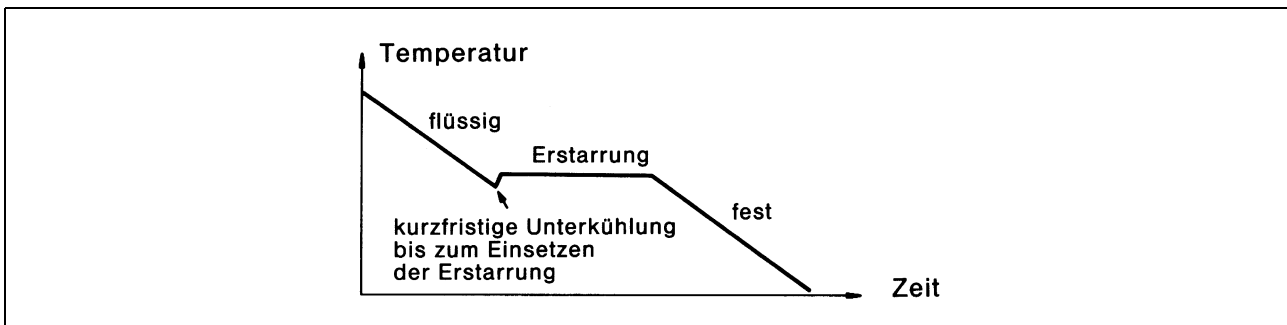 Temperatur
flüssig
Erstarrung
kurzfristige Unterkühlung
bis zum Einsetzen
der Erstarrung
fest
Zeit